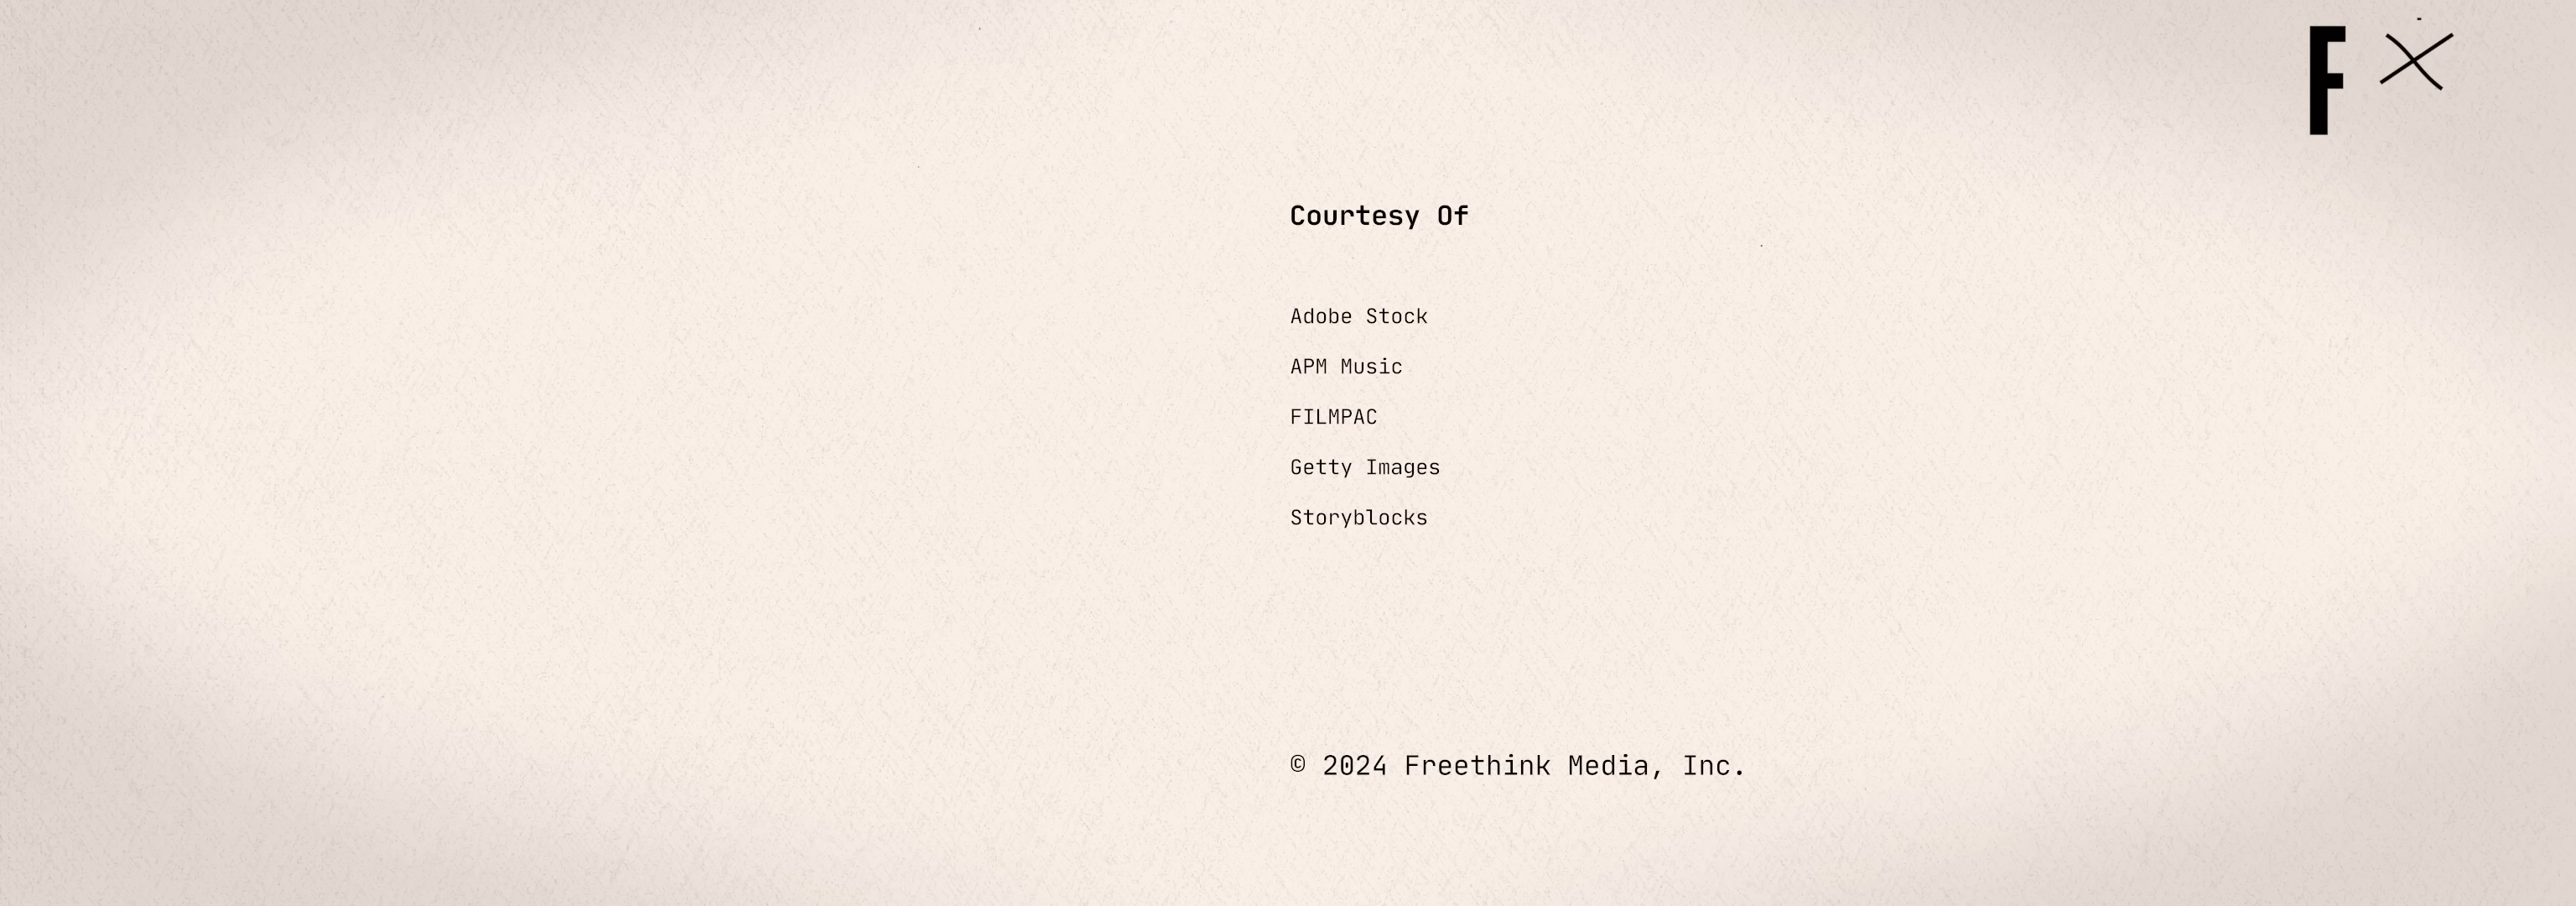 F
Courtesy Of
Adobe Stock
APM Music
FILMPAC
Getty Images
Storyblocks
© 2024 Freethink Media, Inc.